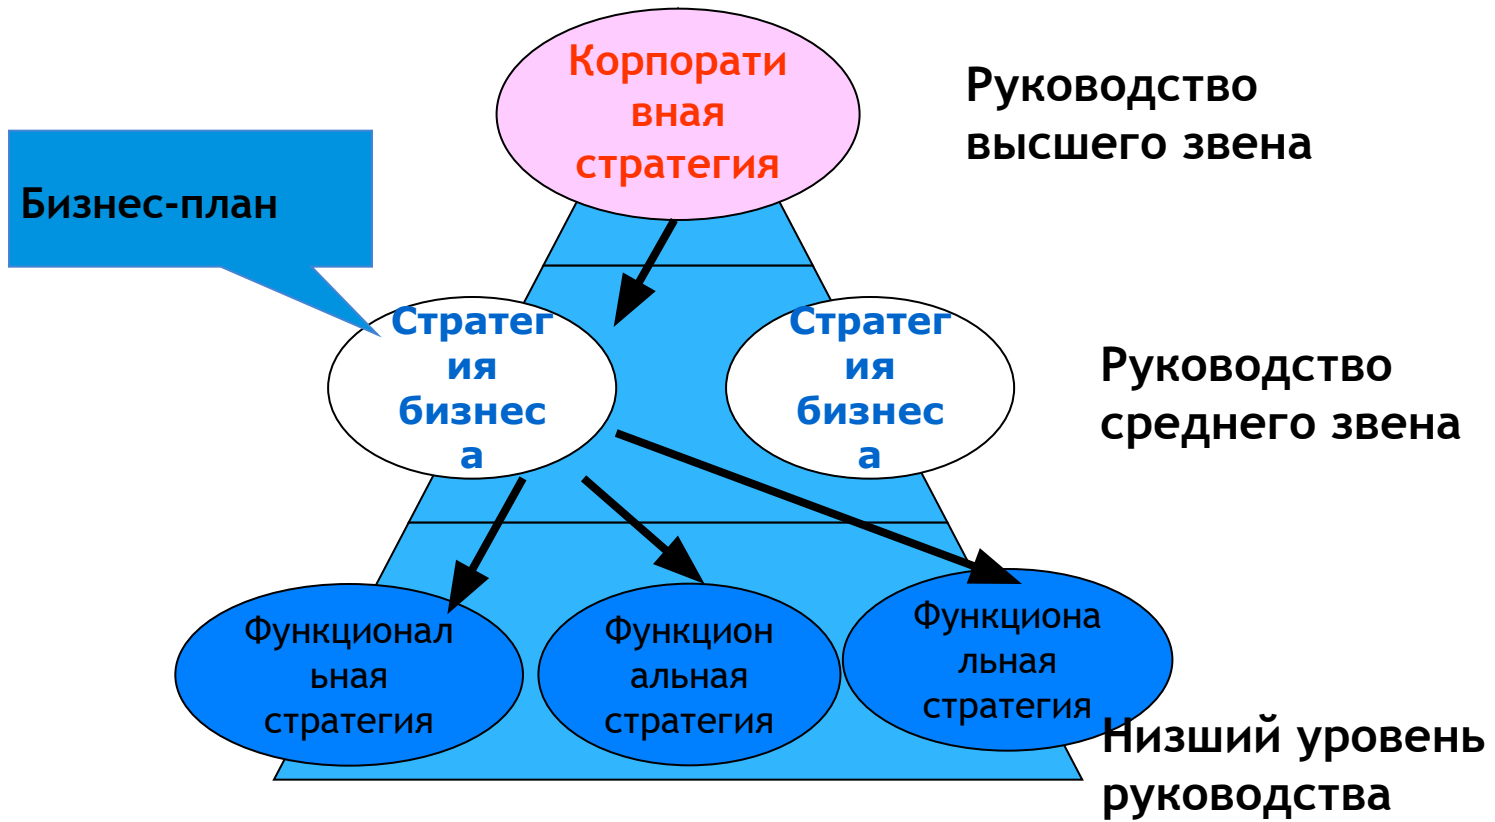 Корпорати
вная
стратегия
Руководство
высшего звена
Бизнес-план
Стратег
ия
бизнес
а
Стратег
ия
бизнес
а
Руководство
среднего звена
Функционал
ьная
стратегия
Функцион
альная
стратегия
Функциона
льная
стратегия
Низший уровень
руководства